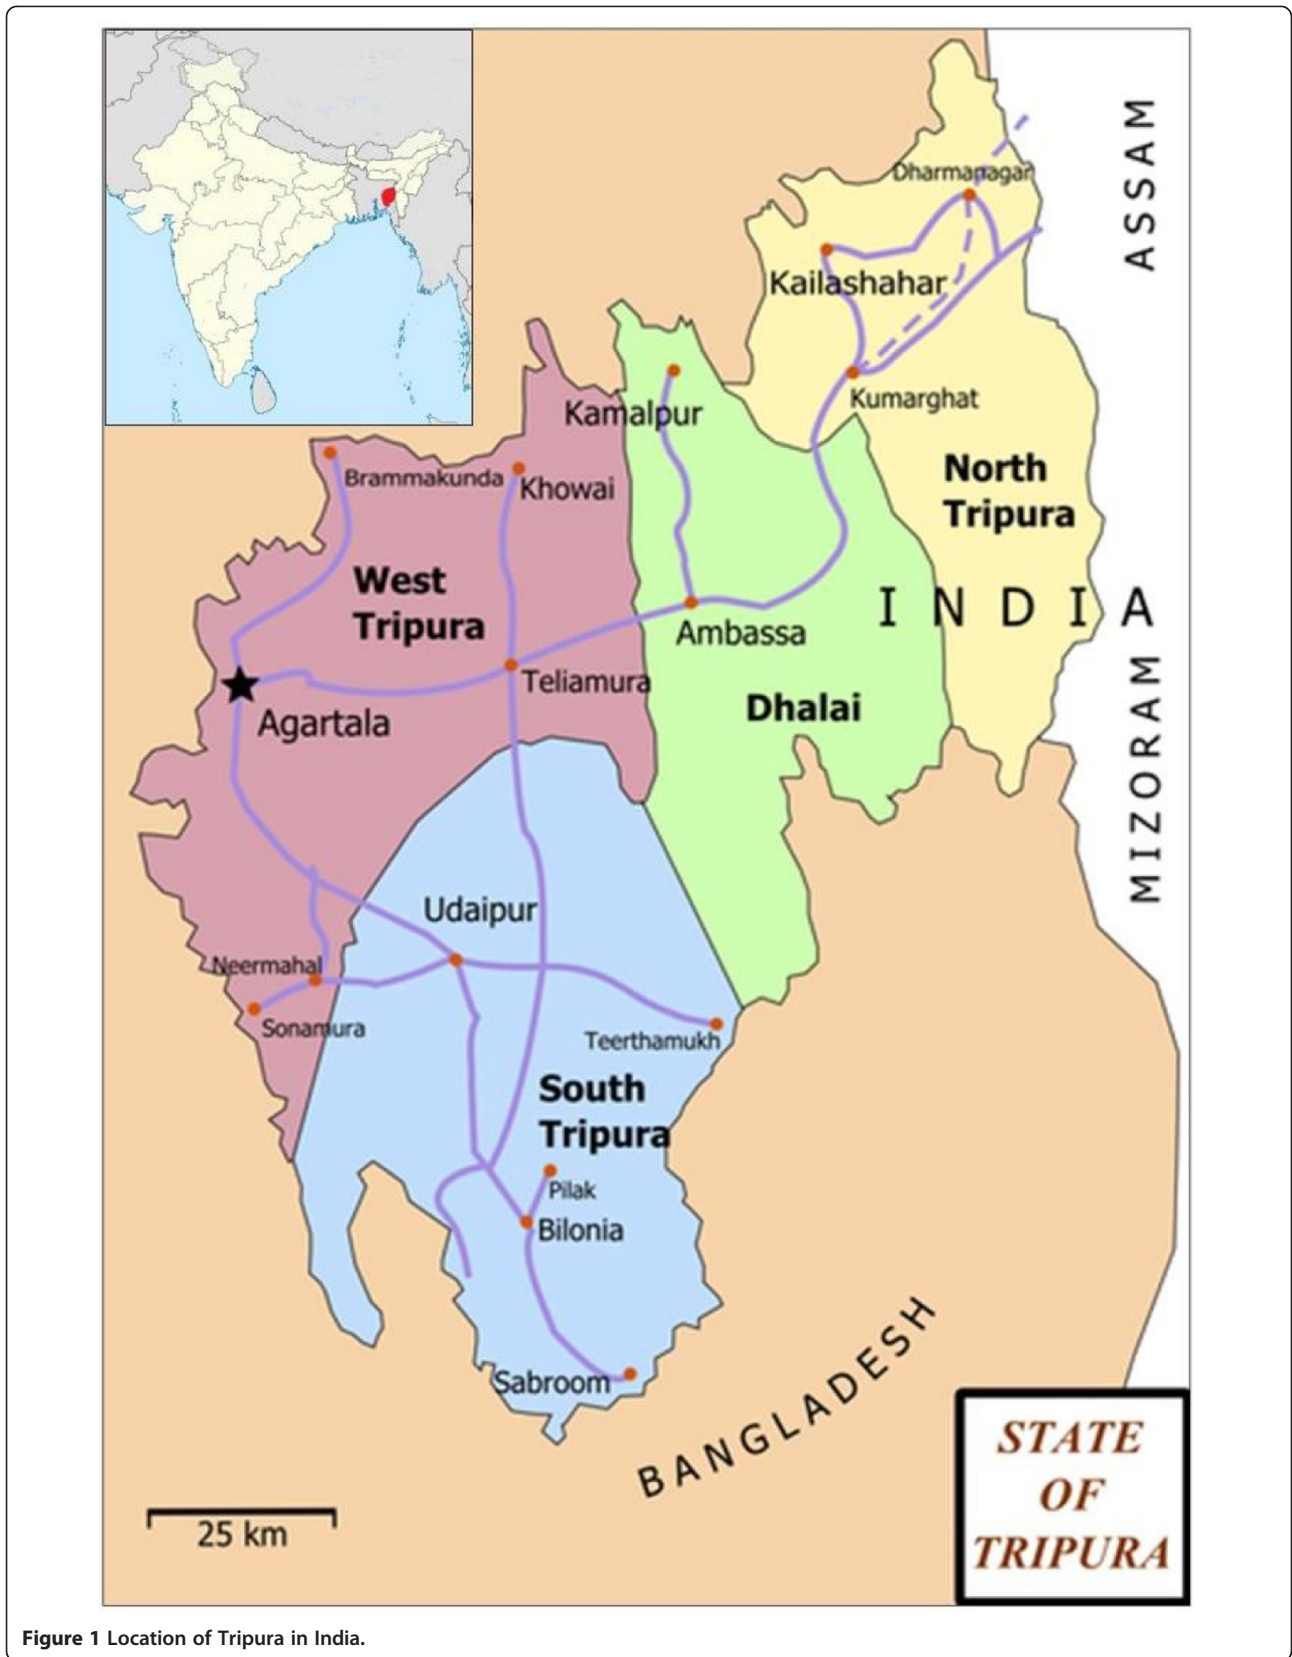 ASSAM
Dharmanagar
Kailashahar
Kumarghat
Kamalpur
North
Tripura
Brammakunda
Khowai
West
Tripura
INDIA
Ambassa
Teliamura
Dhalai
Agartala
MIZORAM
Udaipur
Neermahal
Sonamura
Teerthamukh
South
Tripura
Pilak
Bilonia
Sabroom
BANGLADESH
25 km
STATE
OF
TRIPURA
Figure 1 Location of Tripura in India.